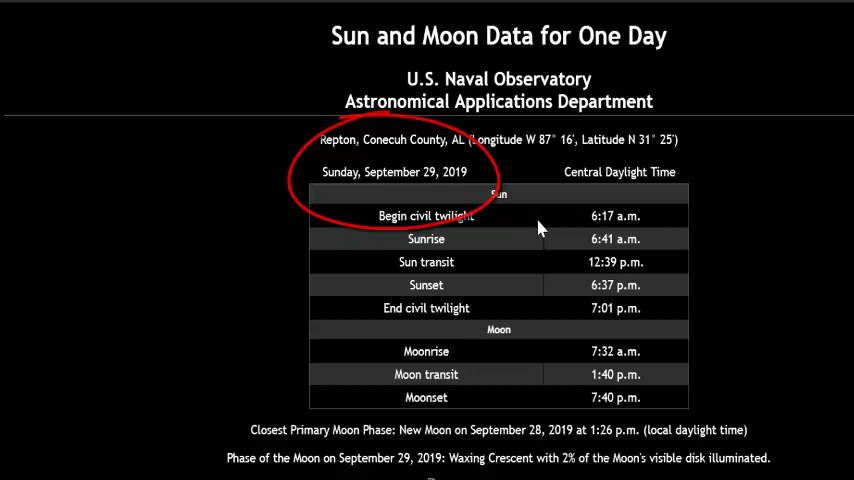 Sun and Moon Data for One Day
U.S. Naval Observatory
Astronomical Applications Department
Repton, Conecuh County, AL (Longitude W 87° 16', Latitude N 31° 25')
Sunday, September 29, 2019 Central Daylight Time
Sun
Begin civil twilight 6:17 a.m.
Sunrise 6:41 a.m.
Sun transit 12:39 p.m.
Sunset 6:37 p.m.
End civil twilight 7:01 p.m.
Moon
Moonrise 7:32 a.m.
Moon transit 1:40 p.m.
Moonset 7:40 p.m.
Closest Primary Moon Phase: New Moon on September 28, 2019 at 1:26 p.m. (local daylight time)
Phase of the Moon on September 29, 2019: Waxing Crescent with 2% of the Moon's visible disk illuminated.